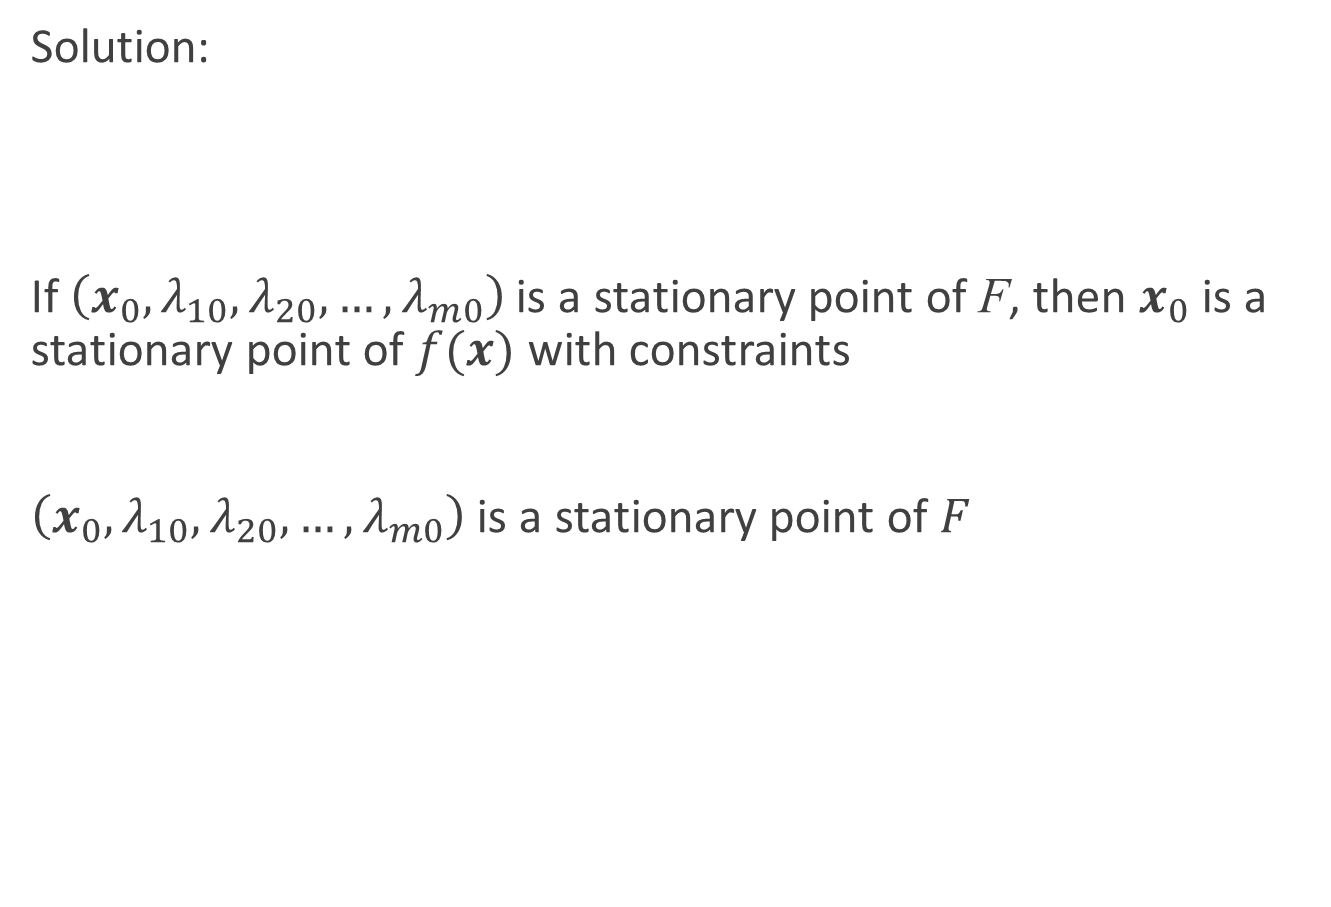 Solution:
If (𝒙₀, λ₁₀, λ₂₀, … , λₘ₀) is a stationary point of F, then 𝒙₀ is a
stationary point of f(𝒙) with constraints
(𝒙₀, λ₁₀, λ₂₀, … , λₘ₀) is a stationary point of F